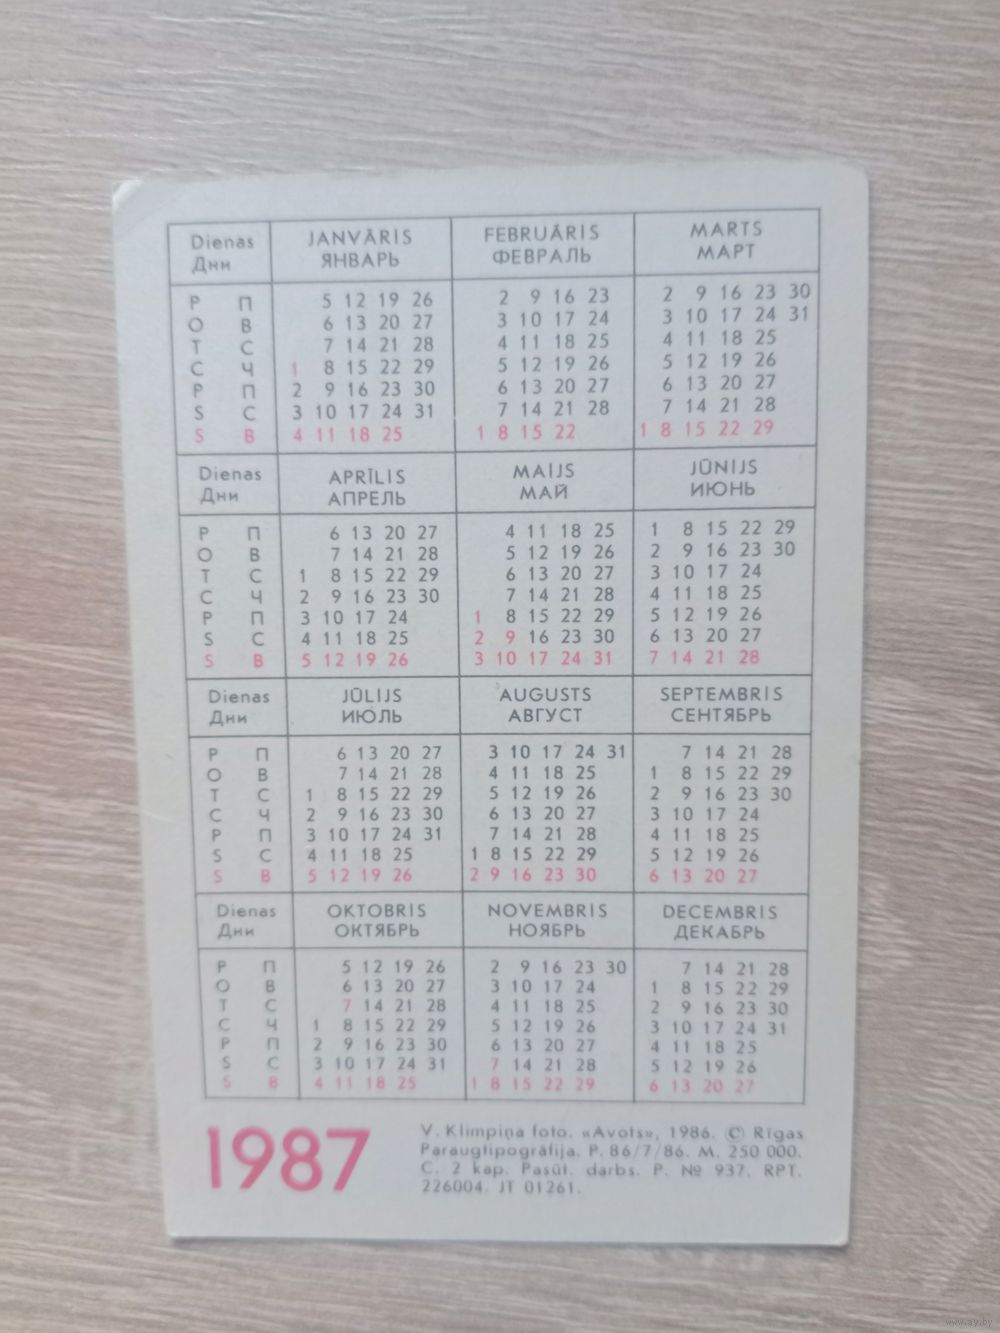 Dienas JANVĀRIS FEBRUĀRIS MARTS
Дни ЯНВАРЬ ФЕВРАЛЬ МАРТ
P П 5 12 19 26 2 9 16 23 2 9 16 23 30
O В 6 13 20 27 3 10 17 24 3 10 17 24 31
T С 7 14 21 28 4 11 18 25 4 11 18 25
C Ч 1 8 15 22 29 5 12 19 26 5 12 19 26
P П 2 9 16 23 30 6 13 20 27 6 13 20 27
S С 3 10 17 24 31 7 14 21 28 7 14 21 28
S В 4 11 18 25 1 8 15 22 1 8 15 22 29
Dienas APRĪLIS MAIJS JŪNIJS
Дни АПРЕЛЬ МАЙ ИЮНЬ
P П 6 13 20 27 4 11 18 25 1 8 15 22 29
O В 7 14 21 28 5 12 19 26 2 9 16 23 30
T С 1 8 15 22 29 6 13 20 27 3 10 17 24
C Ч 2 9 16 23 30 7 14 21 28 4 11 18 25
P П 3 10 17 24 1 8 15 22 29 5 12 19 26
S С 4 11 18 25 2 9 16 23 30 6 13 20 27
S В 5 12 19 26 3 10 17 24 31 7 14 21 28
Dienas JŪLIJS AUGUSTS SEPTEMBRIS
Дни ИЮЛЬ АВГУСТ СЕНТЯБРЬ
P П 6 13 20 27 3 10 17 24 31 7 14 21 28
O В 7 14 21 28 4 11 18 25 1 8 15 22 29
T С 1 8 15 22 29 5 12 19 26 2 9 16 23 30
C Ч 2 9 16 23 30 6 13 20 27 3 10 17 24
P П 3 10 17 24 31 7 14 21 28 4 11 18 25
S С 4 11 18 25 1 8 15 22 29 5 12 19 26
S В 5 12 19 26 2 9 16 23 30 6 13 20 27
Dienas OKTOBRIS NOVEMBRIS DECEMBRIS
Дни ОКТЯБРЬ НОЯБРЬ ДЕКАБРЬ
P П 5 12 19 26 2 9 16 23 30 7 14 21 28
O В 6 13 20 27 3 10 17 24 1 8 15 22 29
T С 7 14 21 28 4 11 18 25 2 9 16 23 30
C Ч 1 8 15 22 29 5 12 19 26 3 10 17 24 31
P П 2 9 16 23 30 6 13 20 27 4 11 18 25
S С 3 10 17 24 31 7 14 21 28 5 12 19 26
S В 4 11 18 25 1 8 15 22 29 6 13 20 27
1987
V. Klimpiņa foto. «Avots», 1986. © Rīgas
Paraugtipogrāfija. P. 86/7/86. M. 250 000.
C. 2 kap. Pasūt. darbs. P. № 937. RPT.
226004. JT 01261.
www.ay.by